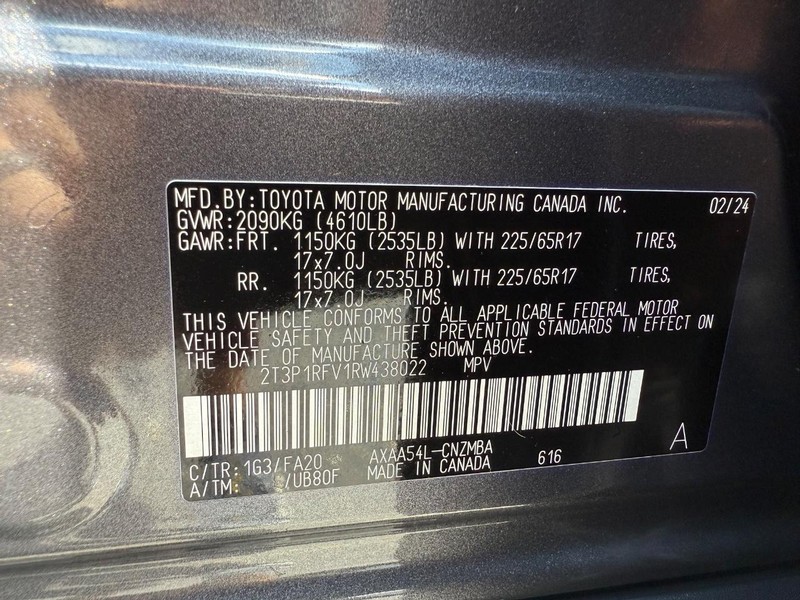 MFD.BY:TOYOTA MOTOR MANUFACTURING CANADA INC. 02/24
GVWR:2090KG (4610LB)
GAWR:FRT. 1150KG (2535LB) WITH 225/65R17 TIRES,
17x7.0J RIMS.
RR. 1150KG (2535LB) WITH 225/65R17 TIRES,
17x7.0J RIMS.
THIS VEHICLE CONFORMS TO ALL APPLICABLE FEDERAL MOTOR
VEHICLE SAFETY AND THEFT PREVENTION STANDARDS IN EFFECT ON
THE DATE OF MANUFACTURE SHOWN ABOVE.
2T3P1RFV1RW438022 MPV
A
C/TR:1G3/FA20 AXAA54L-CNZMBA 616
A/TM: /UB80F MADE IN CANADA